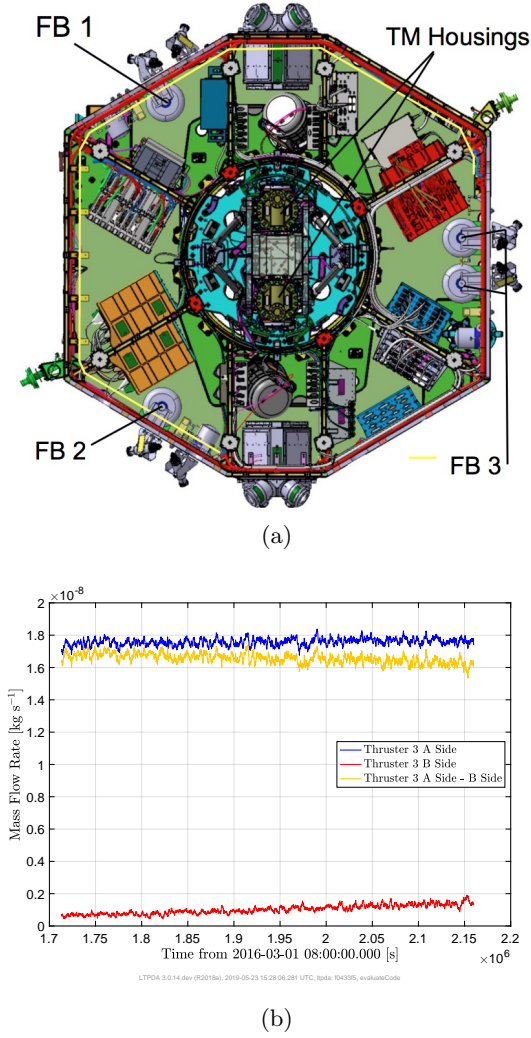 FB 1
TM Housings
FB 2
FB 3
(a)
×10⁻⁸
2
1.8
1.6
1.4
1.2
1
0.8
0.6
0.4
0.2
0
Mass Flow Rate [kg s⁻¹]
Thruster 3 A Side
Thruster 3 B Side
Thruster 3 A Side - B Side
1.7 1.75 1.8 1.85 1.9 1.95 2 2.05 2.1 2.15 2.2
Time from 2016-03-01 08:00:00.000 [s]
×10⁶
LTPDA 3.0.14.dev (R2018a), 2019-05-23 15:28:06.281 UTC, ltpda: f0433f5, evaluateCode
(b)